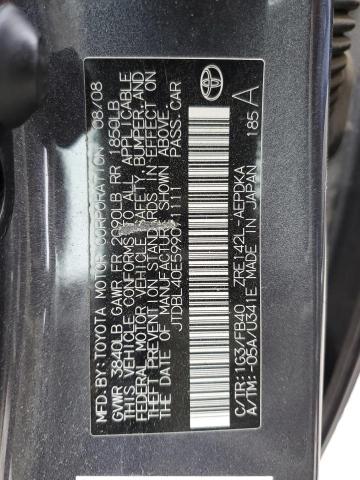 MFD.BY:TOYOTA MOTOR CORPORATION 08/08
GVWR 3840LB GAWR FR 2090LB RR 1850LB
THIS VEHICLE CONFORMS TO ALL APPLICABLE
FEDERAL MOTOR VEHICLE SAFETY, BUMPER, AND
THEFT PREVENTION STANDARDS IN EFFECT ON
THE DATE OF MANUFACTURE SHOWN ABOVE.
PASS.CAR
C/TR:1G3/FB40 ZRE142L-AEPDKA
A/TM:-05A/U341E MADE IN JAPAN
185 A
TOYOTA